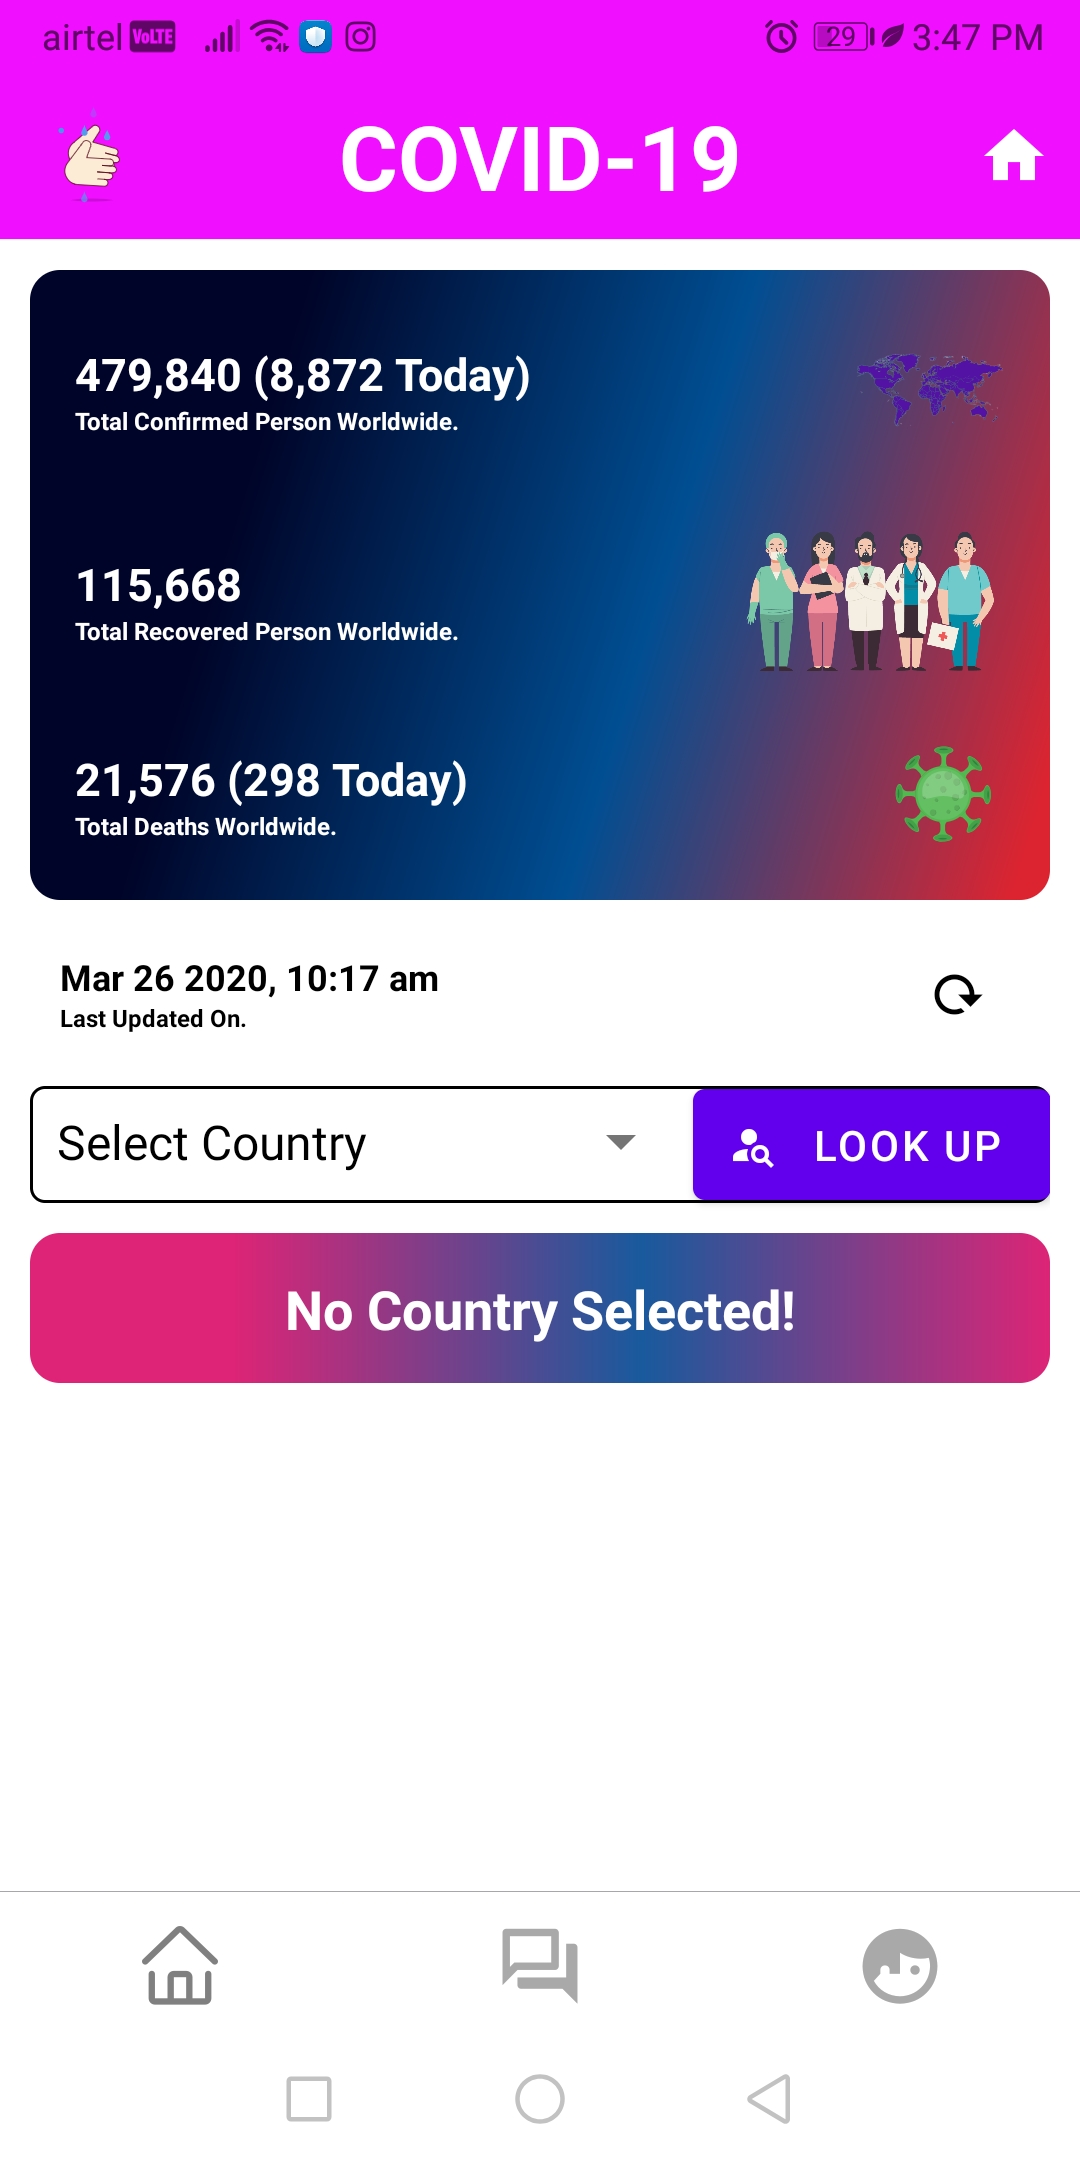 airtel VoLTE 29 3:47 PM
COVID-19
479,840 (8,872 Today)
Total Confirmed Person Worldwide.
115,668
Total Recovered Person Worldwide.
21,576 (298 Today)
Total Deaths Worldwide.
Mar 26 2020, 10:17 am
Last Updated On.
Select Country LOOK UP
No Country Selected!